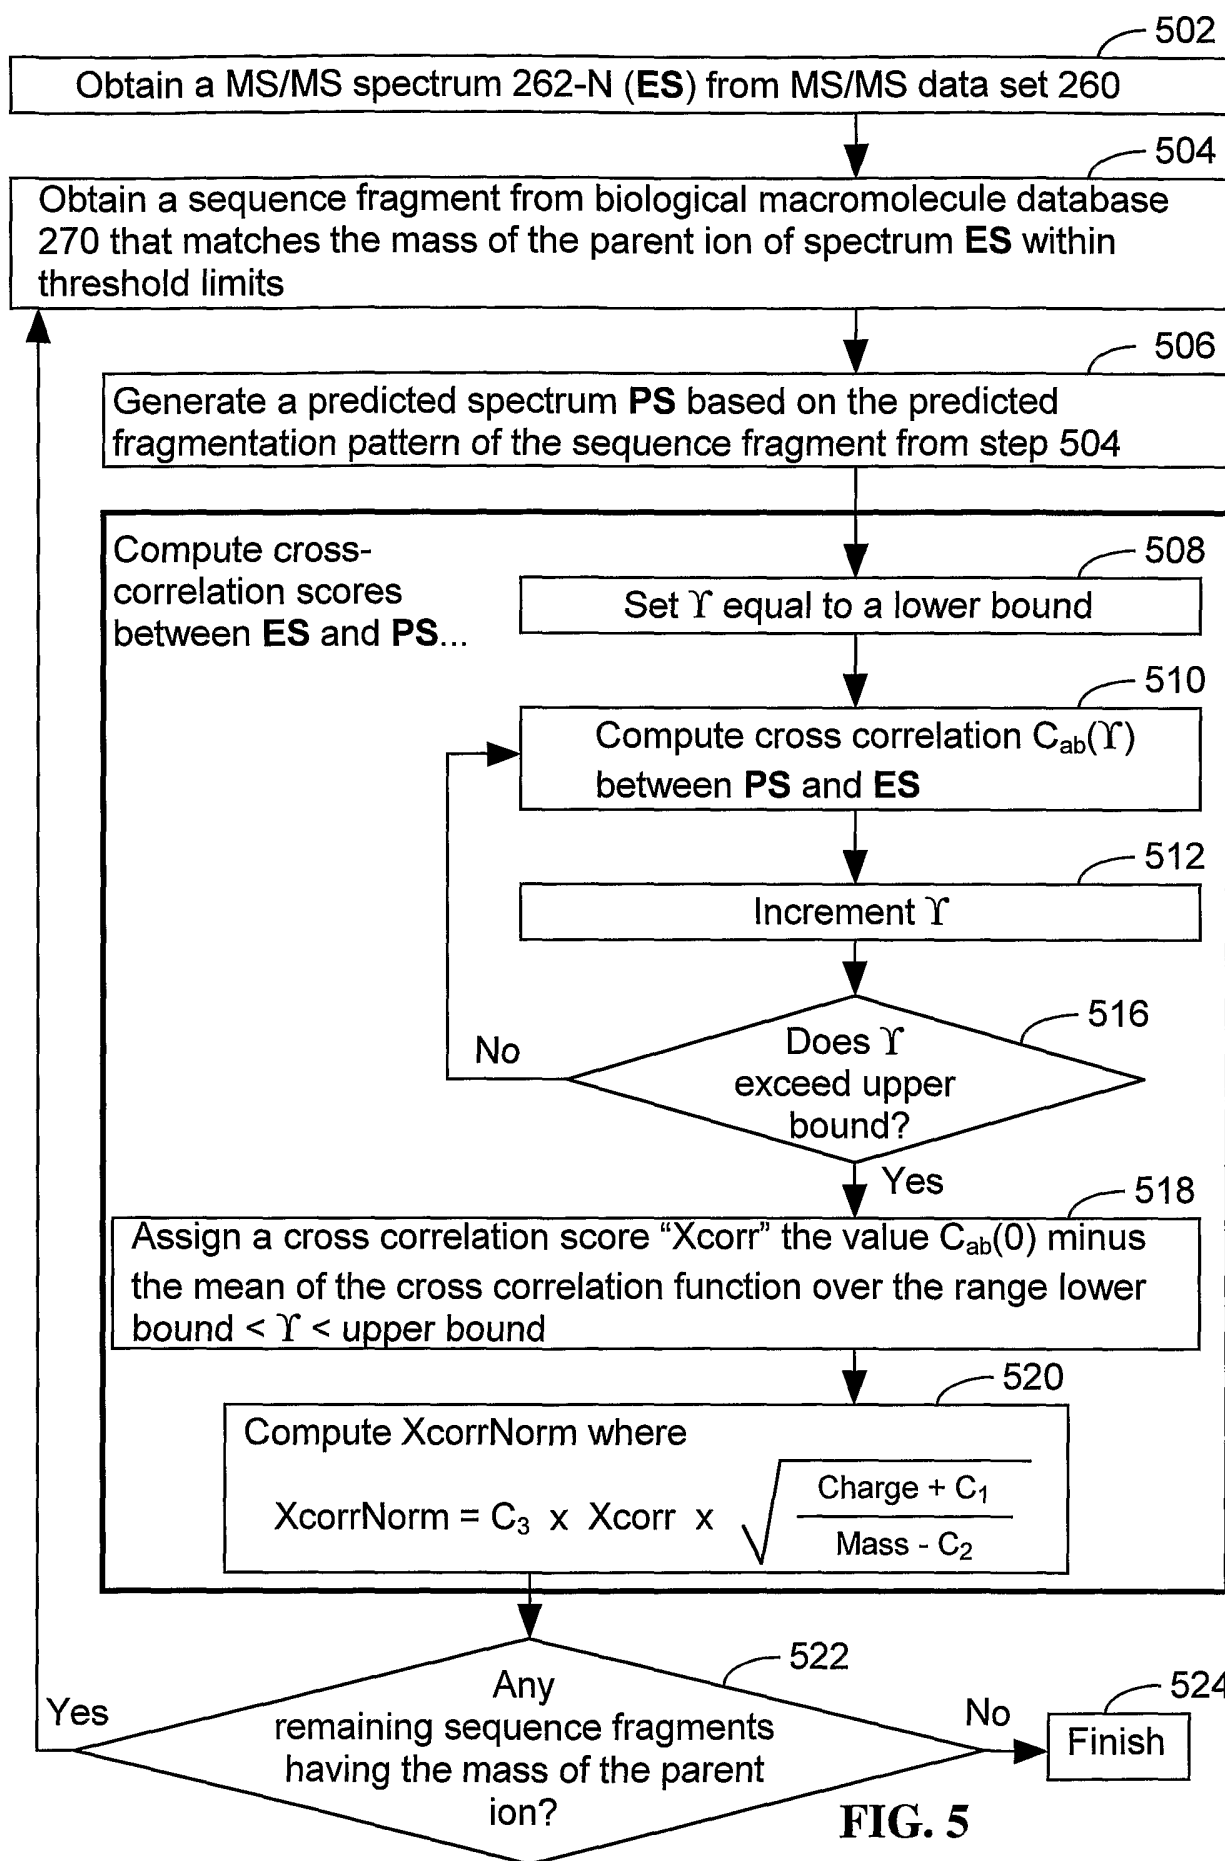 502
Obtain a MS/MS spectrum 262-N (ES) from MS/MS data set 260
504
Obtain a sequence fragment from biological macromolecule database
270 that matches the mass of the parent ion of spectrum ES within
threshold limits
506
Generate a predicted spectrum PS based on the predicted
fragmentation pattern of the sequence fragment from step 504
Compute cross-
correlation scores
between ES and PS...
508
Set ϒ equal to a lower bound
510
Compute cross correlation C_ab(ϒ)
between PS and ES
512
Increment ϒ
516
Does ϒ
exceed upper
bound?
No
Yes
518
Assign a cross correlation score “Xcorr” the value C_ab(0) minus
the mean of the cross correlation function over the range lower
bound < ϒ < upper bound
520
Compute XcorrNorm where
XcorrNorm = C₃ x Xcorr x √((Charge + C₁)/(Mass - C₂))
522
Any
remaining sequence fragments
having the mass of the parent
ion?
Yes
No
524
Finish
FIG. 5